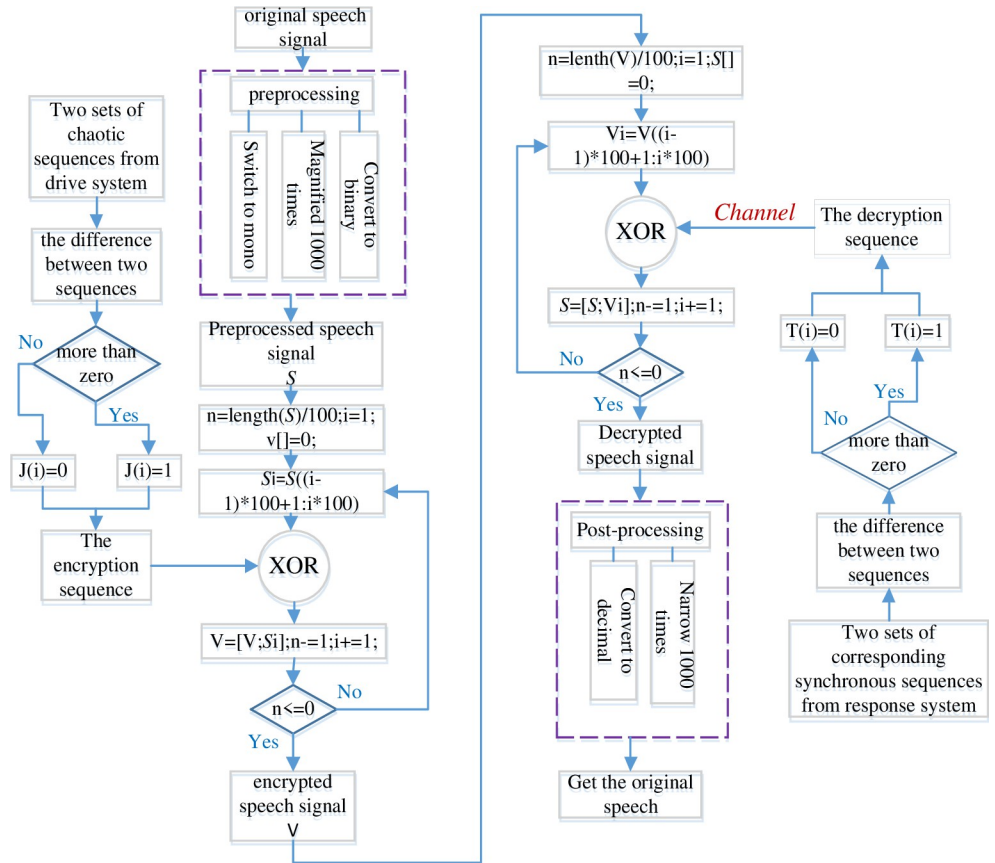 Two sets of
chaotic
sequences from
drive system
the difference
between two
sequences
more than
zero
No
Yes
J(i)=0
J(i)=1
The
encryption
sequence
original speech
signal
preprocessing
Switch to mono
Magnified 1000
times
Convert to
binary
Preprocessed speech
signal
S
n=length(S)/100;i=1;
v[]=0;
Si=S((i-
1)*100+1:i*100)
XOR
V=[V;Si];n-=1;i+=1;
n<=0
No
Yes
encrypted
speech signal
V
n=lenth(V)/100;i=1;S[]
=0;
Vi=V((i-
1)*100+1:i*100)
XOR
Channel
S=[S;Vi];n-=1;i+=1;
n<=0
No
Yes
Decrypted
speech signal
Post-processing
Convert to
decimal
Narrow 1000
times
Get the original
speech
The decryption
sequence
T(i)=0
T(i)=1
No
Yes
more than
zero
the difference
between two
sequences
Two sets of
corresponding
synchronous sequences
from response system